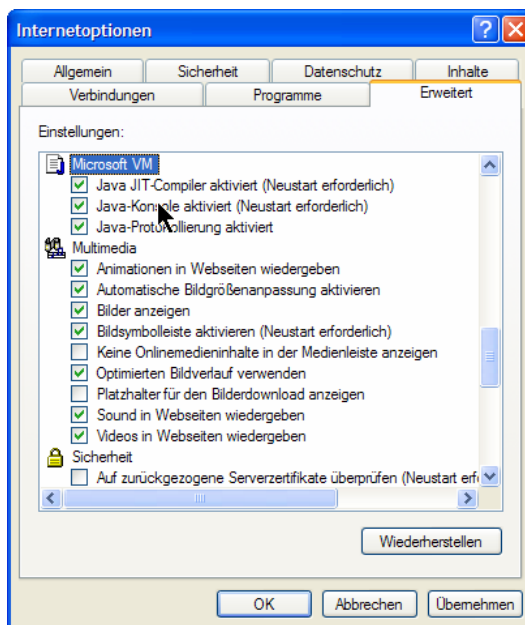 Internetoptionen
Allgemein Sicherheit Datenschutz Inhalte
Verbindungen Programme Erweitert
Einstellungen:
Microsoft VM
Java JIT-Compiler aktiviert (Neustart erforderlich)
Java-Konsole aktiviert (Neustart erforderlich)
Java-Protokollierung aktiviert
Multimedia
Animationen in Webseiten wiedergeben
Automatische Bildgrößenanpassung aktivieren
Bilder anzeigen
Bildsymbolleiste aktivieren (Neustart erforderlich)
Keine Onlinemedieninhalte in der Medienleiste anzeigen
Optimierten Bildverlauf verwenden
Platzhalter für den Bilderdownload anzeigen
Sound in Webseiten wiedergeben
Videos in Webseiten wiedergeben
Sicherheit
Auf zurückgezogene Serverzertifikate überprüfen (Neustart erf
Wiederherstellen
OK Abbrechen Übernehmen